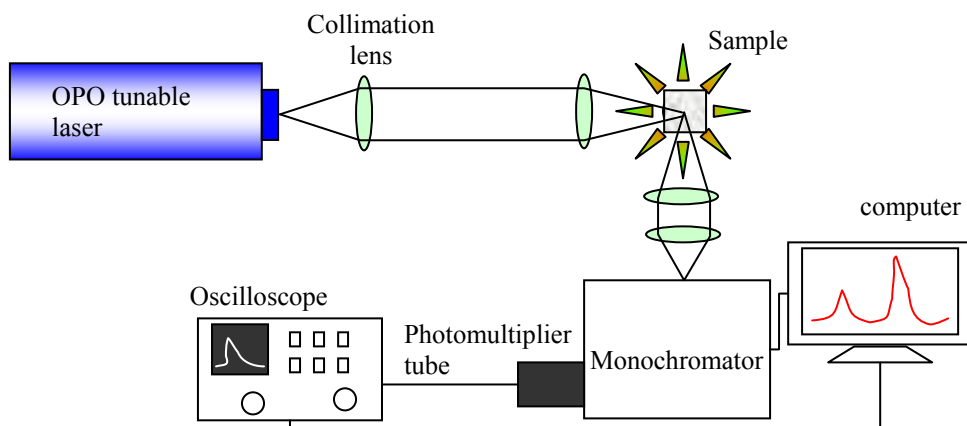 Collimation
lens
Sample
OPO tunable
laser
computer
Oscilloscope
Photomultiplier
tube
Monochromator